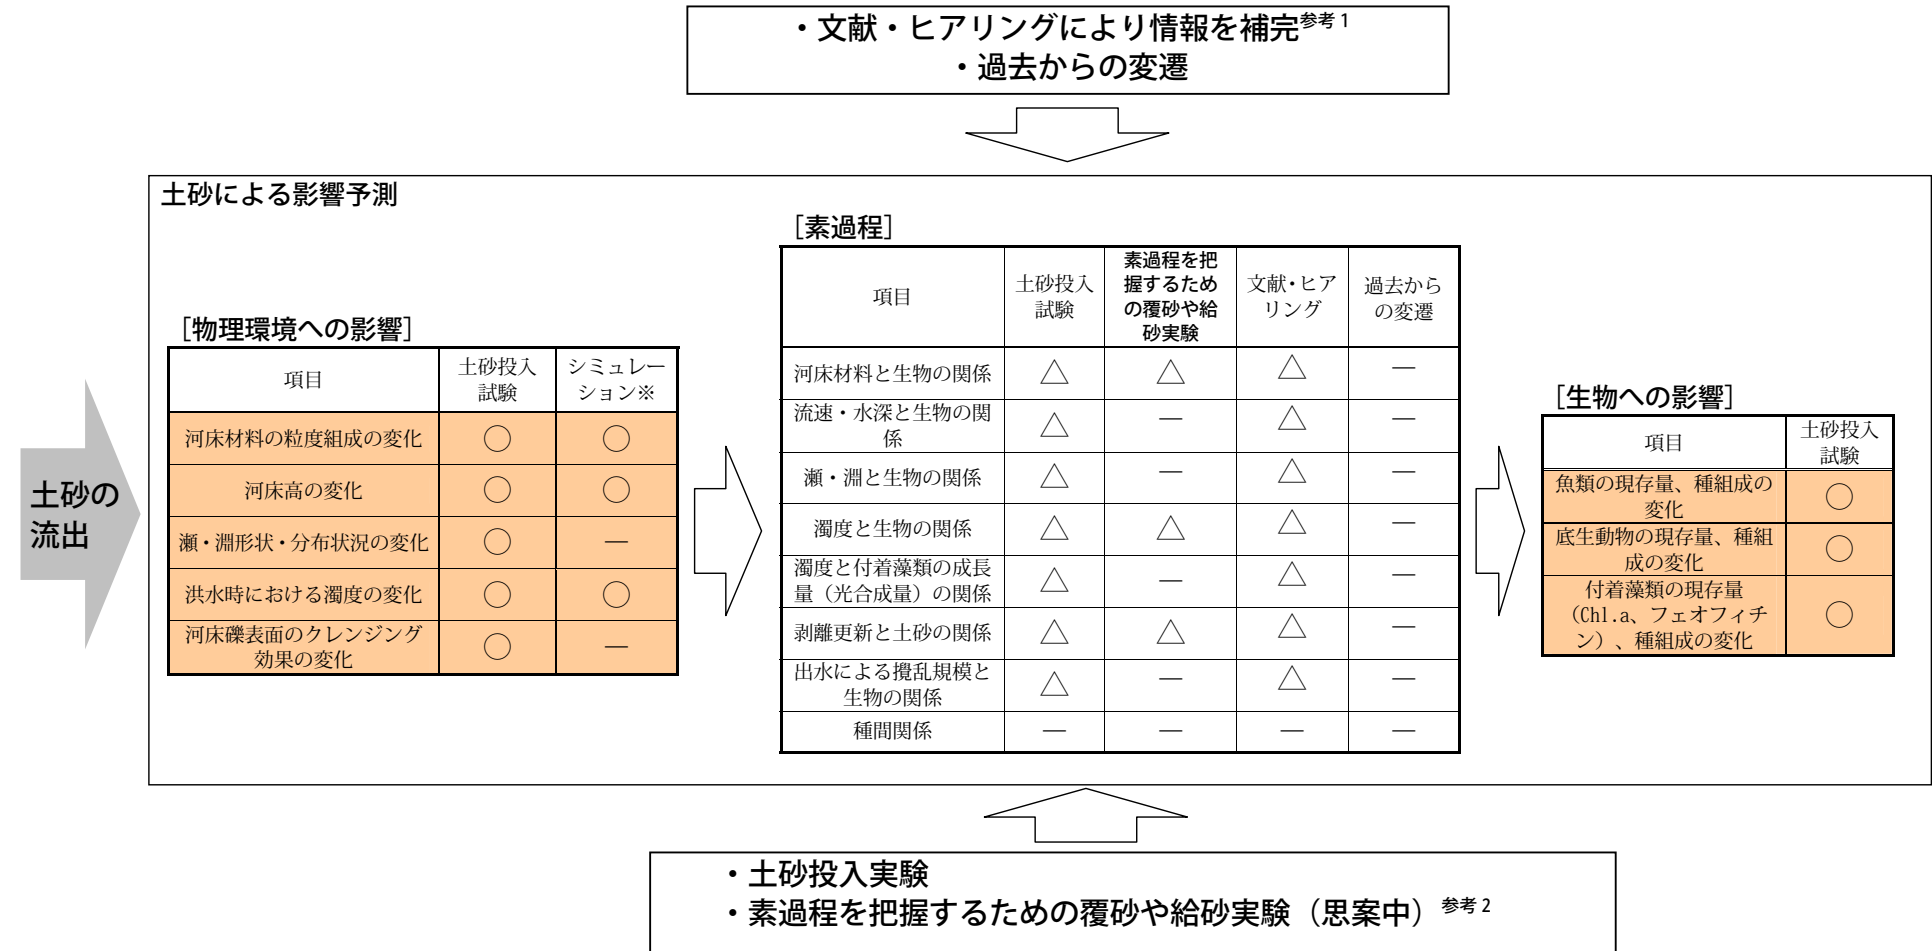 ・文献・ヒアリングにより情報を補完参考1
・過去からの変遷
土砂による影響予測
土砂の
流出
[物理環境への影響]
項目
土砂投入
試験
シミュレー
ション※
河床材料の粒度組成の変化
○
○
河床高の変化
○
○
瀬・淵形状・分布状況の変化
○
―
洪水時における濁度の変化
○
○
河床礫表面のクレンジング
効果の変化
○
―
[素過程]
項目
土砂投入
試験
素過程を把
握するため
の覆砂や給
砂実験
文献・ヒア
リング
過去から
の変遷
河床材料と生物の関係
△
△
△
―
流速・水深と生物の関
係
△
―
△
―
瀬・淵と生物の関係
△
―
△
―
濁度と生物の関係
△
△
△
―
濁度と付着藻類の成長
量（光合成量）の関係
△
―
△
―
剥離更新と土砂の関係
△
△
△
―
出水による攪乱規模と
生物の関係
△
―
△
―
種間関係
―
―
―
―
[生物への影響]
項目
土砂投入
試験
魚類の現存量、種組成の
変化
○
底生動物の現存量、種組
成の変化
○
付着藻類の現存量
（Chl.a、フェオフィチ
ン）、種組成の変化
○
・土砂投入実験
・素過程を把握するための覆砂や給砂実験（思案中）参考2